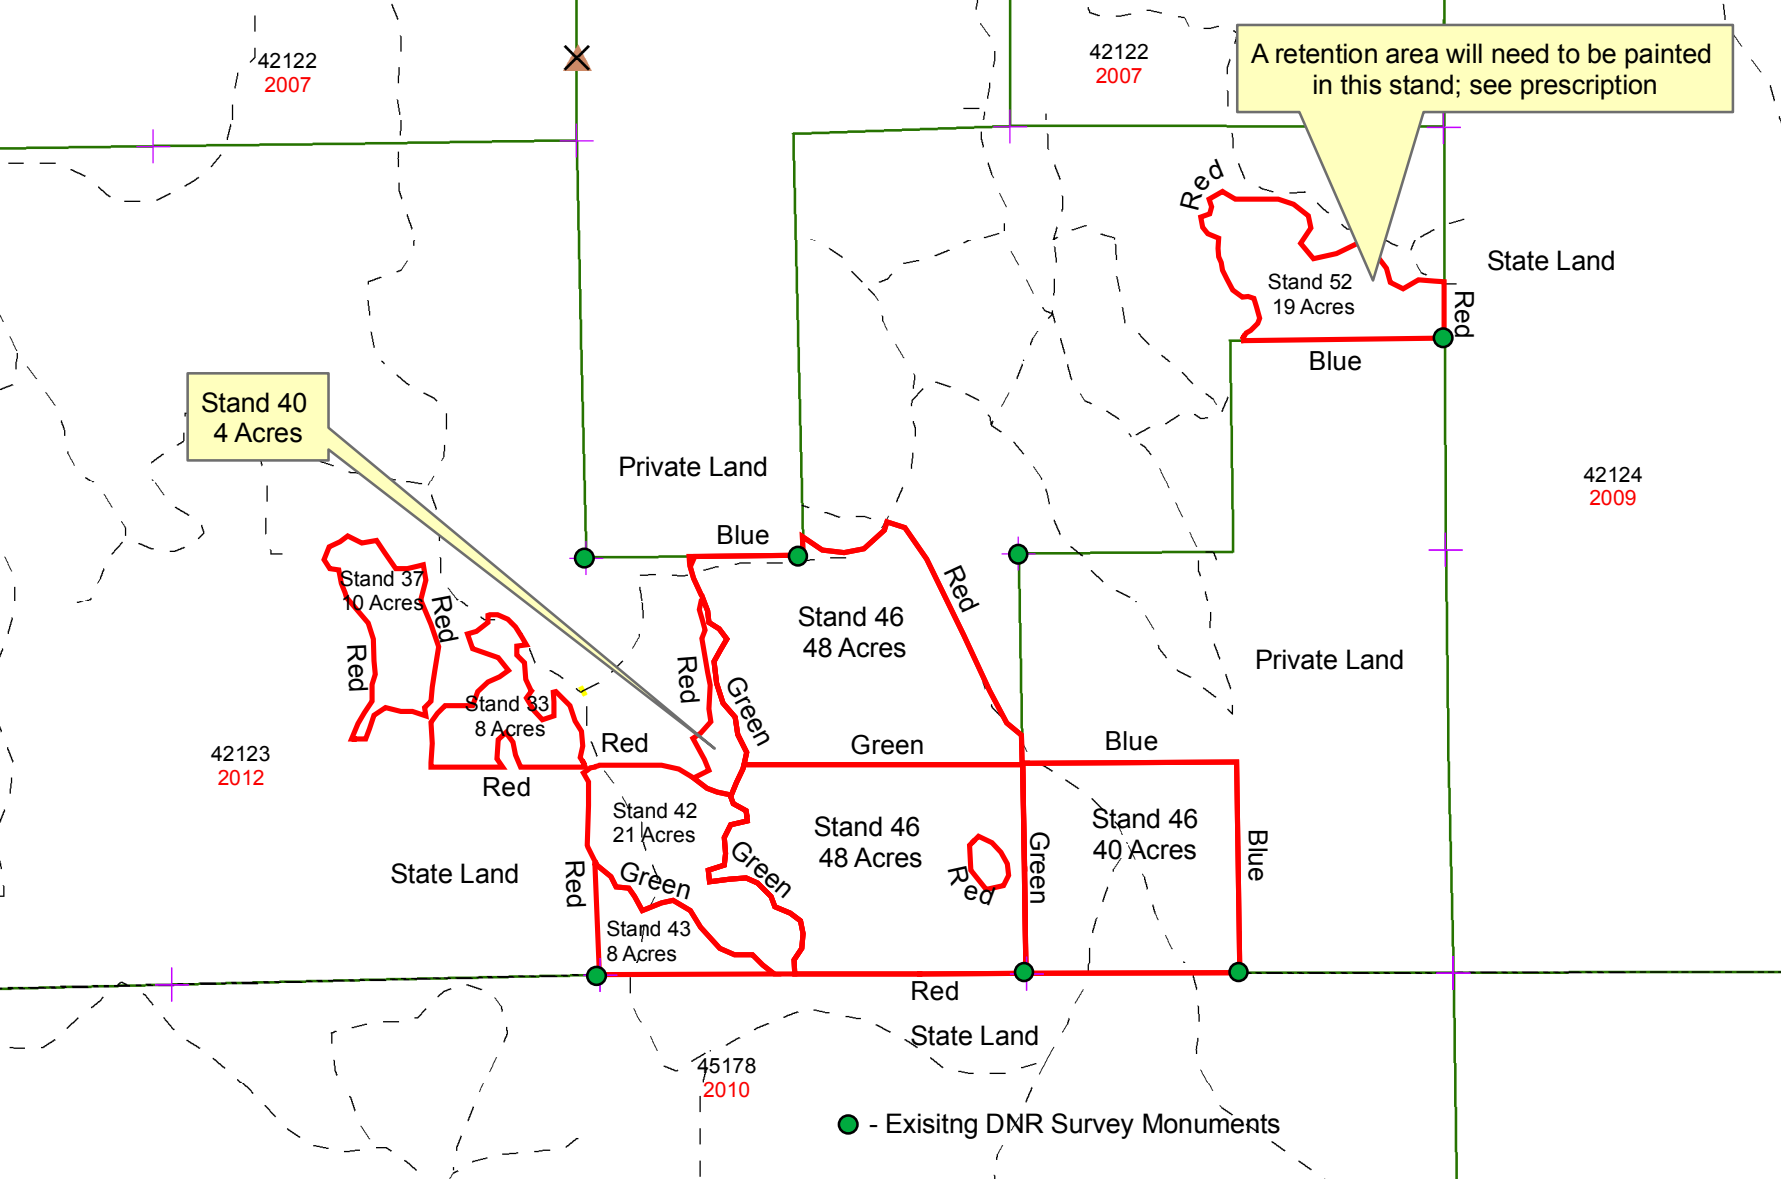 42122
2007
42122
2007
A retention area will need to be painted
in this stand; see prescription
Red
State Land
Stand 52
19 Acres
Red
Blue
Stand 40
4 Acres
Private Land
42124
2009
Blue
Stand 37
10 Acres
Red
Red
Red
Stand 46
48 Acres
Private Land
Red
Green
Stand 33
8 Acres
Red
Green
Blue
42123
2012
Red
Stand 42
21 Acres
Stand 46
48 Acres
Stand 46
40 Acres
State Land
Red
Green
Green
Red
Green
Blue
Stand 43
8 Acres
Red
State Land
45178
2010
- Exisitng DNR Survey Monuments